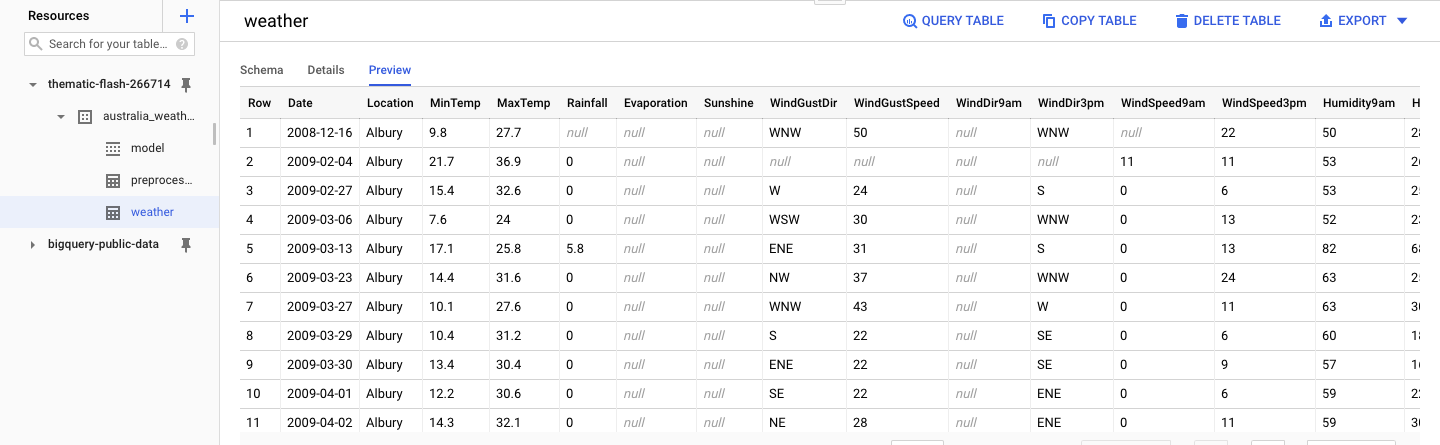 Resources
Search for your table…
thematic-flash-266714
australia_weath…
model
preproces…
weather
bigquery-public-data
weather
QUERY TABLE COPY TABLE DELETE TABLE EXPORT
Schema Details Preview
Row Date Location MinTemp MaxTemp Rainfall Evaporation Sunshine WindGustDir WindGustSpeed WindDir9am WindDir3pm WindSpeed9am WindSpeed3pm Humidity9am H
1 2008-12-16 Albury 9.8 27.7 null null null WNW 50 null WNW null 22 50
2 2009-02-04 Albury 21.7 36.9 0 null null null null null null 11 11 53
3 2009-02-27 Albury 15.4 32.6 0 null null W 24 null S 0 6 53
4 2009-03-06 Albury 7.6 24 0 null null WSW 30 null WNW 0 13 52
5 2009-03-13 Albury 17.1 25.8 5.8 null null ENE 31 null S 0 13 82
6 2009-03-23 Albury 14.4 31.6 0 null null NW 37 null WNW 0 24 63
7 2009-03-27 Albury 10.1 27.6 0 null null WNW 43 null W 0 11 63
8 2009-03-29 Albury 10.4 31.2 0 null null S 22 null SE 0 6 60
9 2009-03-30 Albury 13.4 30.4 0 null null ENE 22 null SE 0 9 57
10 2009-04-01 Albury 12.2 30.6 0 null null SE 22 null ENE 0 6 59
11 2009-04-02 Albury 14.3 32.1 0 null null NE 28 null ENE 0 11 59